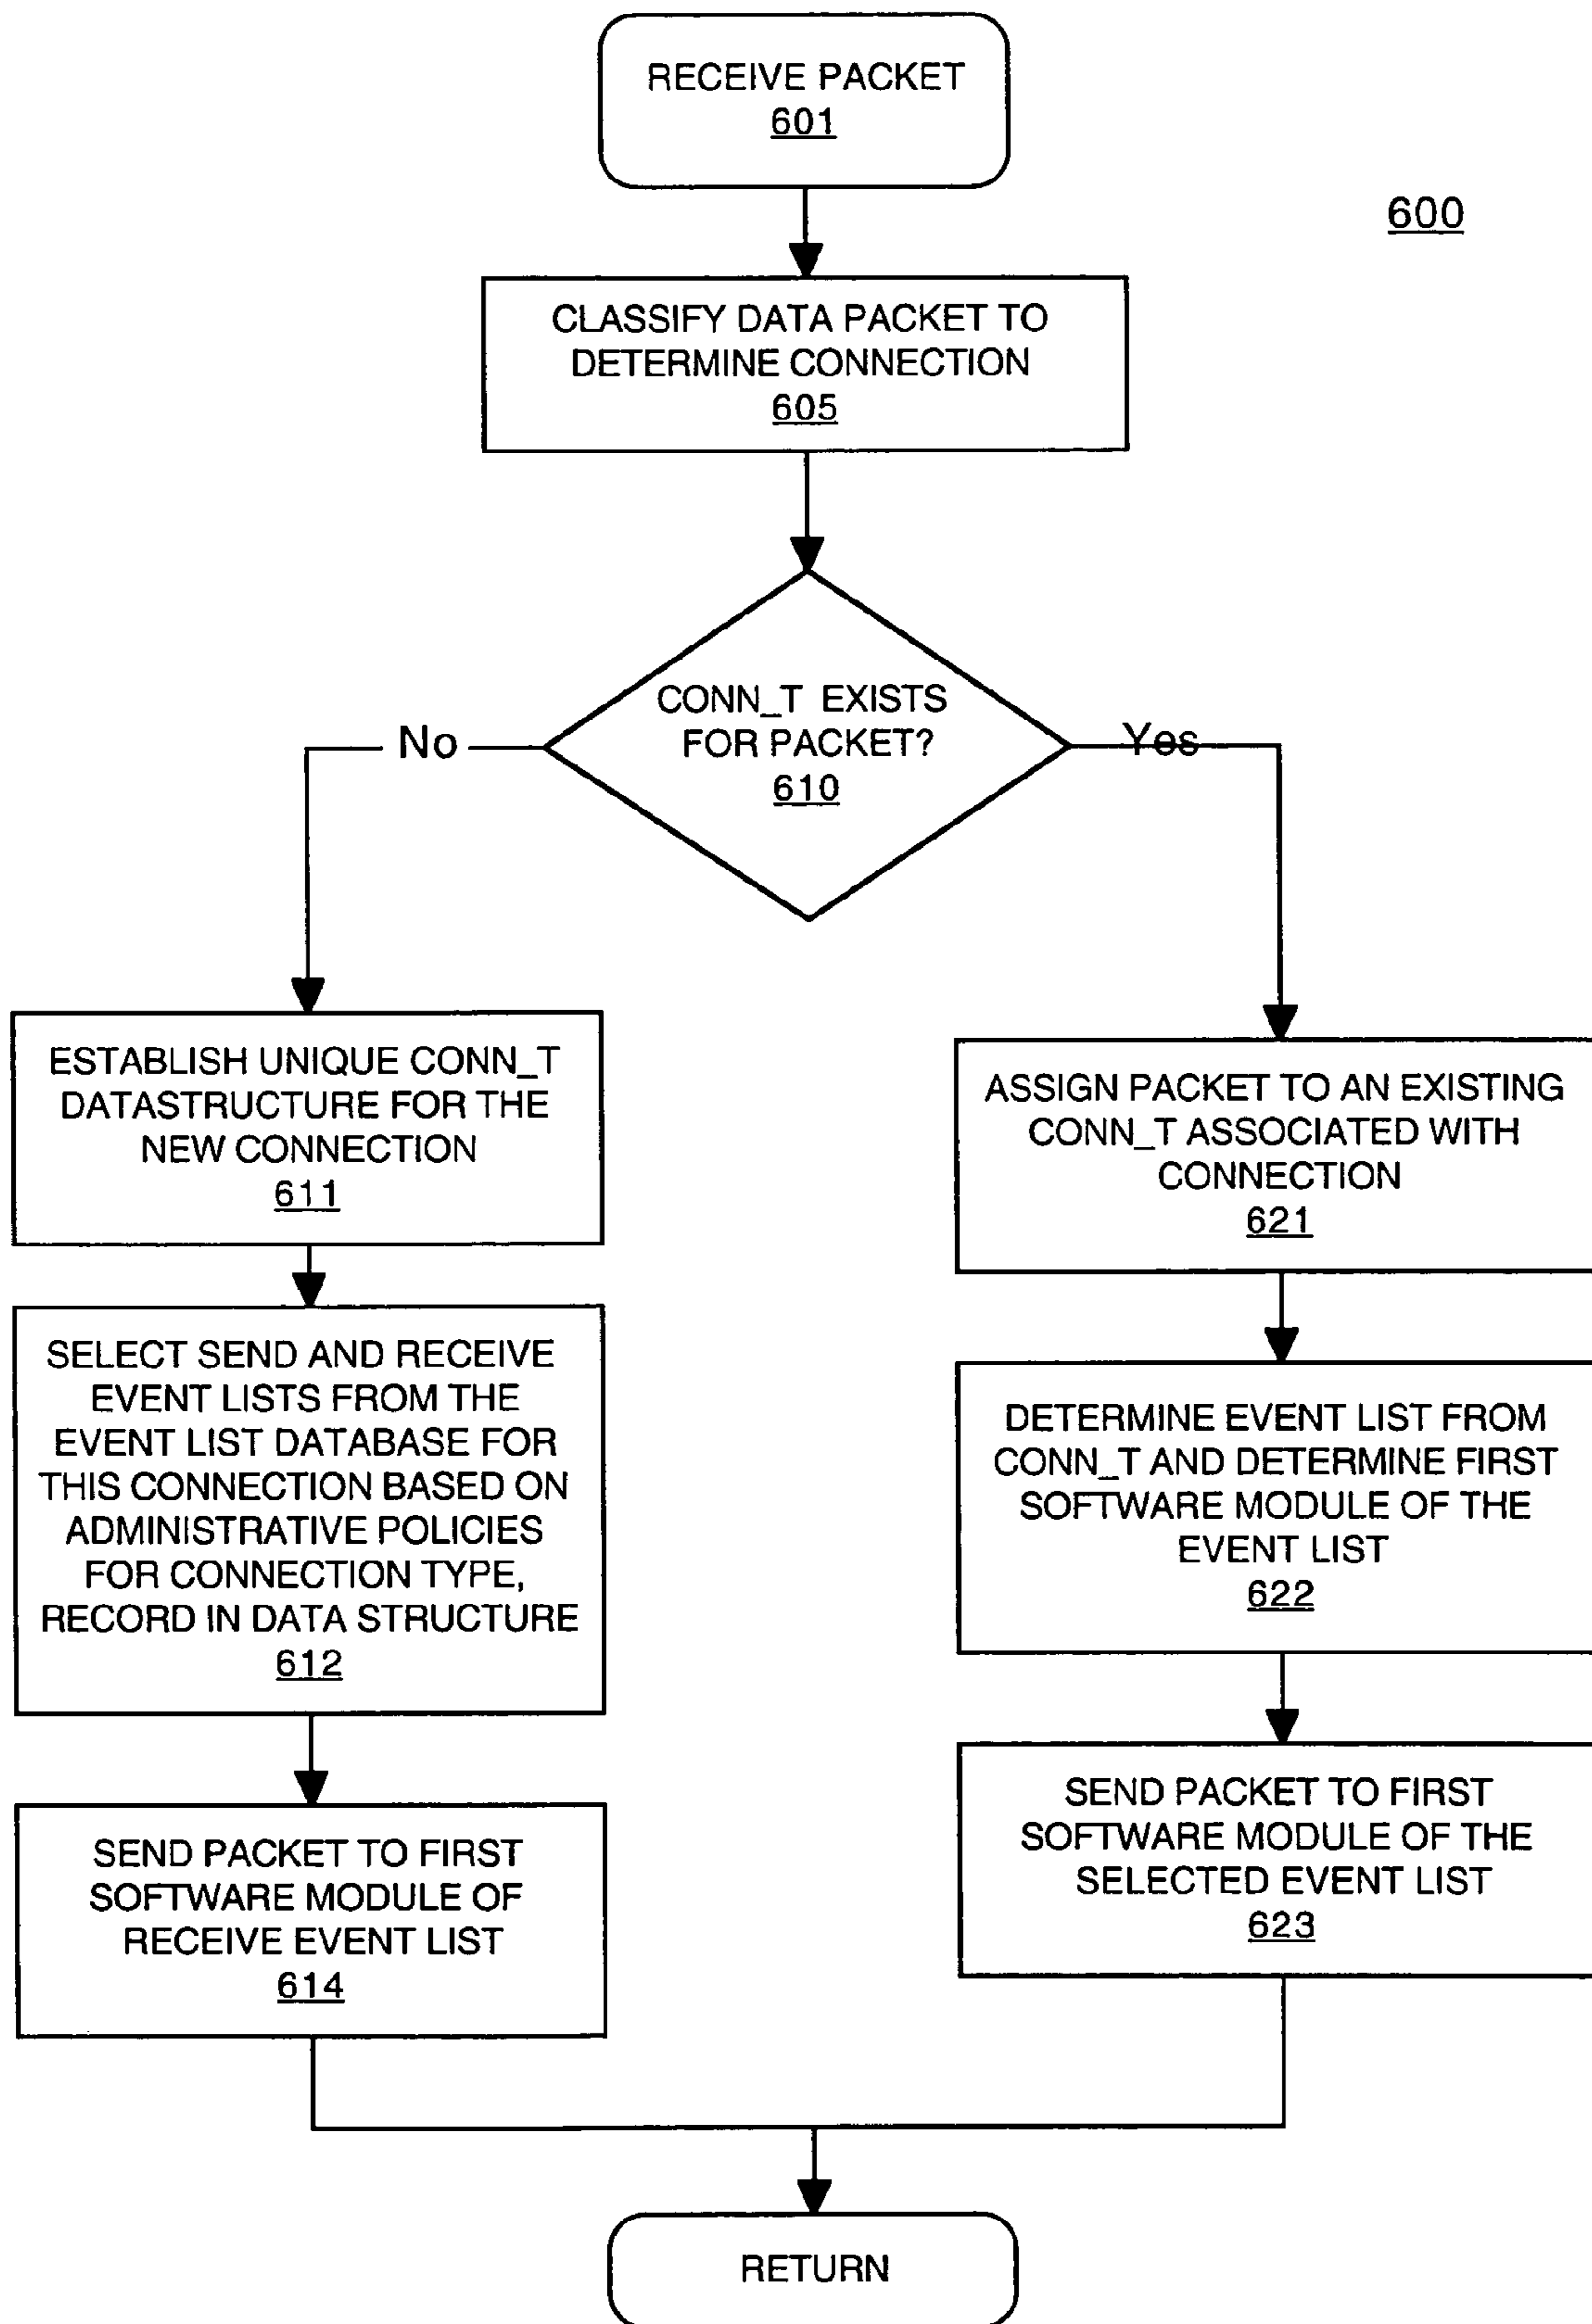 RECEIVE PACKET
601
600
CLASSIFY DATA PACKET TO
DETERMINE CONNECTION
605
CONN_T EXISTS
FOR PACKET?
610
No
Yes
ESTABLISH UNIQUE CONN_T
DATASTRUCTURE FOR THE
NEW CONNECTION
611
SELECT SEND AND RECEIVE
EVENT LISTS FROM THE
EVENT LIST DATABASE FOR
THIS CONNECTION BASED ON
ADMINISTRATIVE POLICIES
FOR CONNECTION TYPE,
RECORD IN DATA STRUCTURE
612
SEND PACKET TO FIRST
SOFTWARE MODULE OF
RECEIVE EVENT LIST
614
ASSIGN PACKET TO AN EXISTING
CONN_T ASSOCIATED WITH
CONNECTION
621
DETERMINE EVENT LIST FROM
CONN_T AND DETERMINE FIRST
SOFTWARE MODULE OF THE
EVENT LIST
622
SEND PACKET TO FIRST
SOFTWARE MODULE OF THE
SELECTED EVENT LIST
623
RETURN